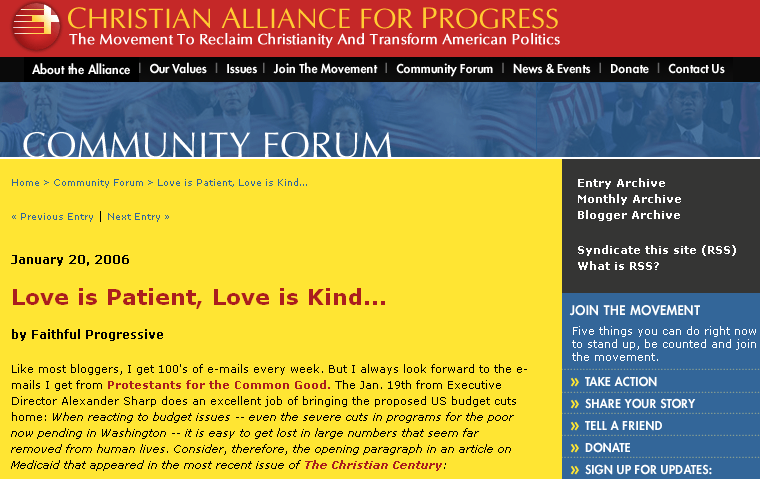 CHRISTIAN ALLIANCE FOR PROGRESS
The Movement To Reclaim Christianity And Transform American Politics
About the Alliance | Our Values | Issues | Join The Movement | Community Forum | News & Events | Donate | Contact Us
COMMUNITY FORUM
Home > Community Forum > Love is Patient, Love is Kind...
« Previous Entry | Next Entry »
January 20, 2006
Love is Patient, Love is Kind...
by Faithful Progressive
Like most bloggers, I get 100's of e-mails every week. But I always look forward to the e-
mails I get from Protestants for the Common Good. The Jan. 19th from Executive
Director Alexander Sharp does an excellent job of bringing the proposed US budget cuts
home: When reacting to budget issues -- even the severe cuts in programs for the poor
now pending in Washington -- it is easy to get lost in large numbers that seem far
removed from human lives. Consider, therefore, the opening paragraph in an article on
Medicaid that appeared in the most recent issue of The Christian Century:
Entry Archive
Monthly Archive
Blogger Archive
Syndicate this site (RSS)
What is RSS?
JOIN THE MOVEMENT
Five things you can do right now
to stand up, be counted and join
the movement.
» TAKE ACTION
» SHARE YOUR STORY
» TELL A FRIEND
» DONATE
» SIGN UP FOR UPDATES: